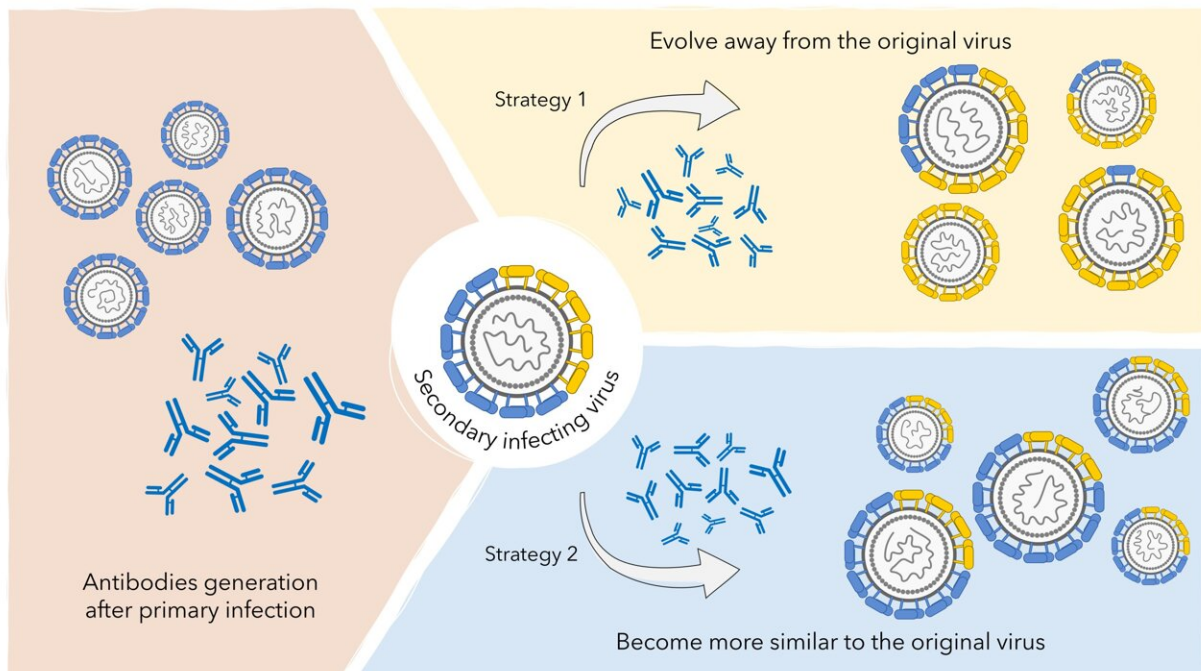 Evolve away from the original virus
Strategy 1
Secondary infecting virus
Strategy 2
Antibodies generation
after primary infection
Become more similar to the original virus